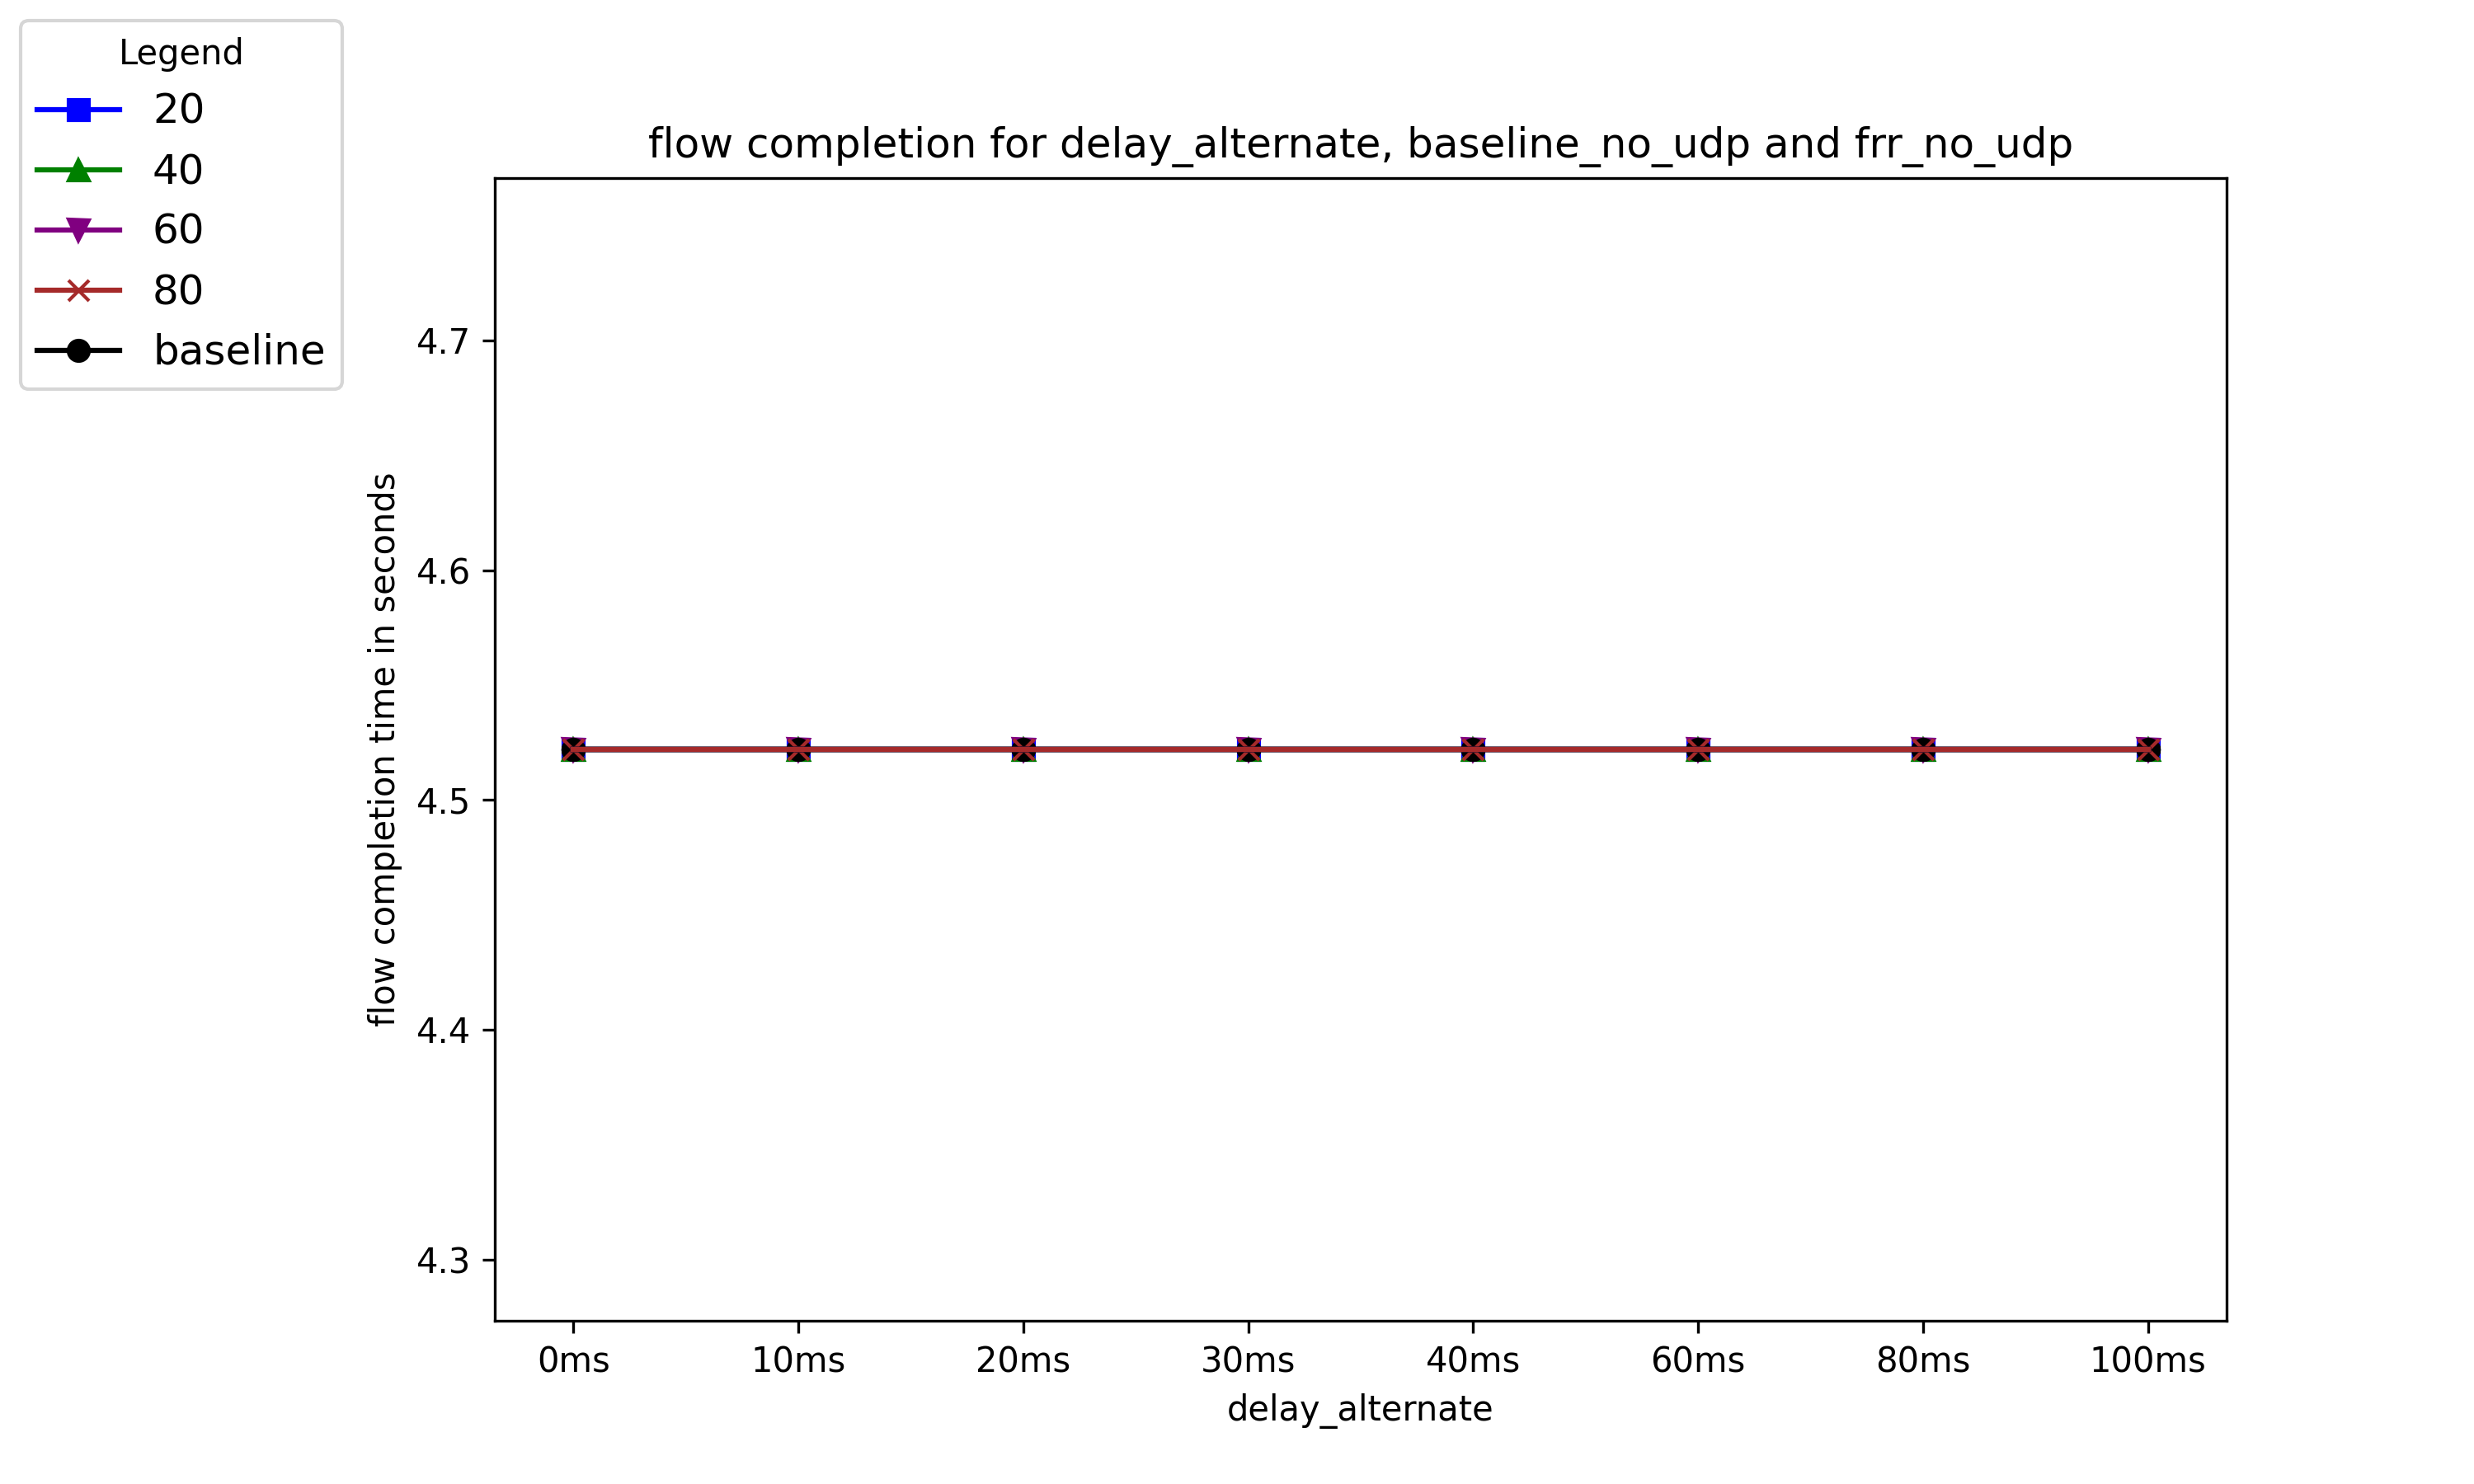 Legend
20
40
60
80
baseline
flow completion for delay_alternate, baseline_no_udp and frr_no_udp
flow completion time in seconds
4.7
4.6
4.5
4.4
4.3
0ms 10ms 20ms 30ms 40ms 60ms 80ms 100ms
delay_alternate